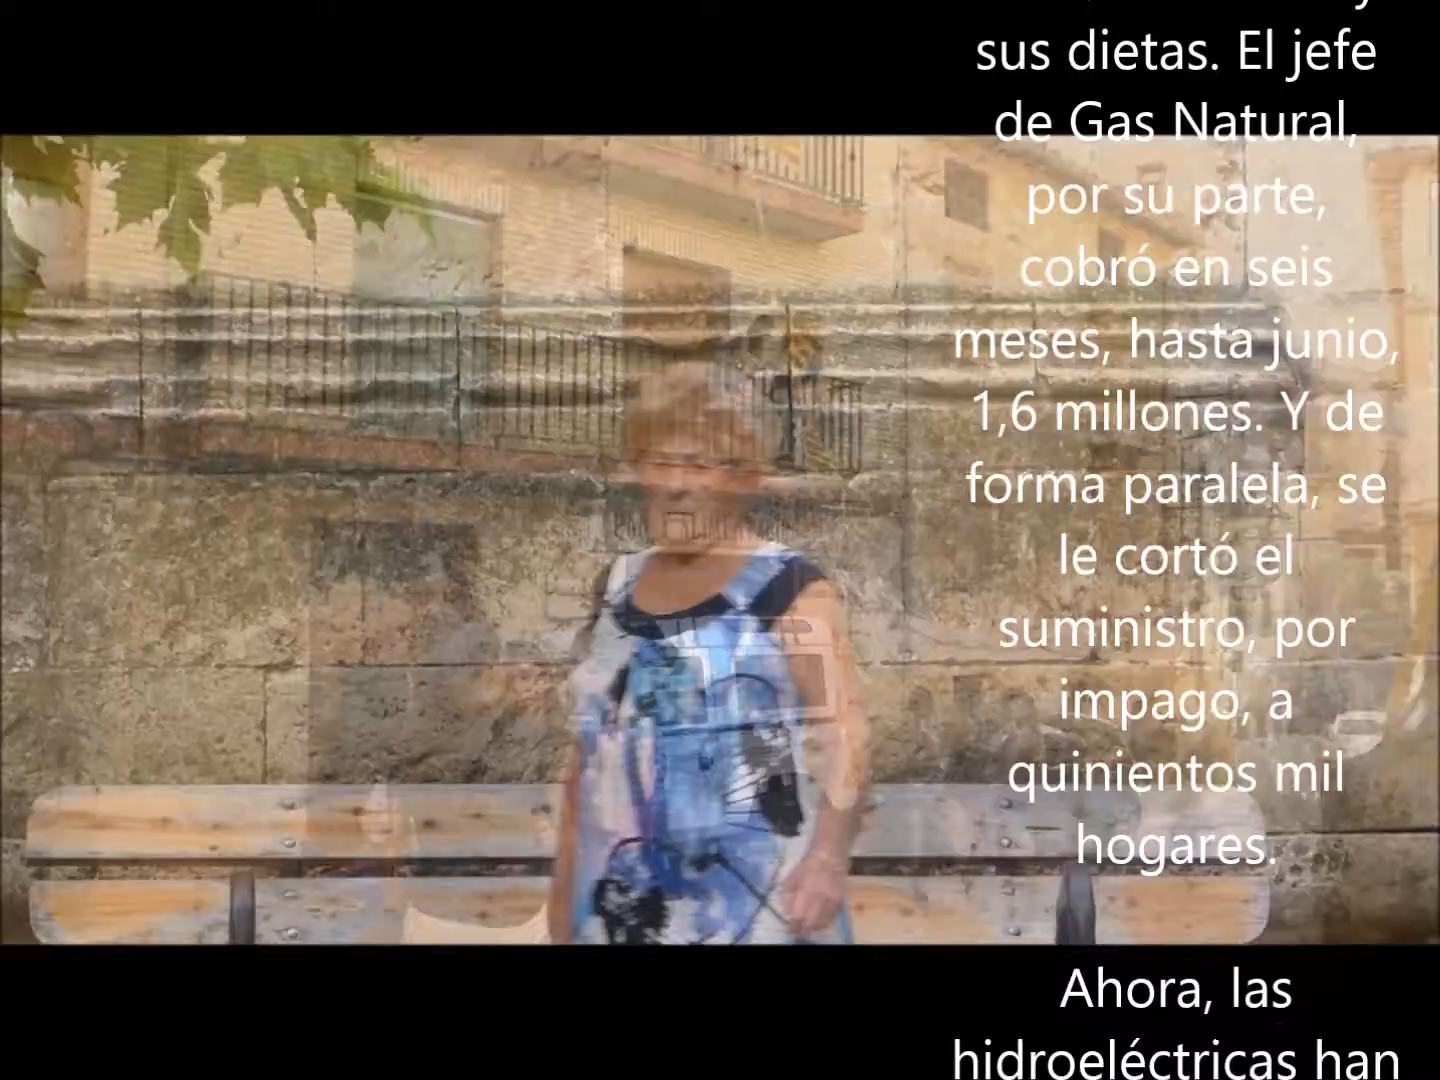 sus dietas. El jefe
de Gas Natural,
por su parte,
cobró en seis
meses, hasta junio,
1,6 millones. Y de
forma paralela, se
le cortó el
suministro, por
impago, a
quinientos mil
hogares.
Ahora, las
hidroeléctricas han